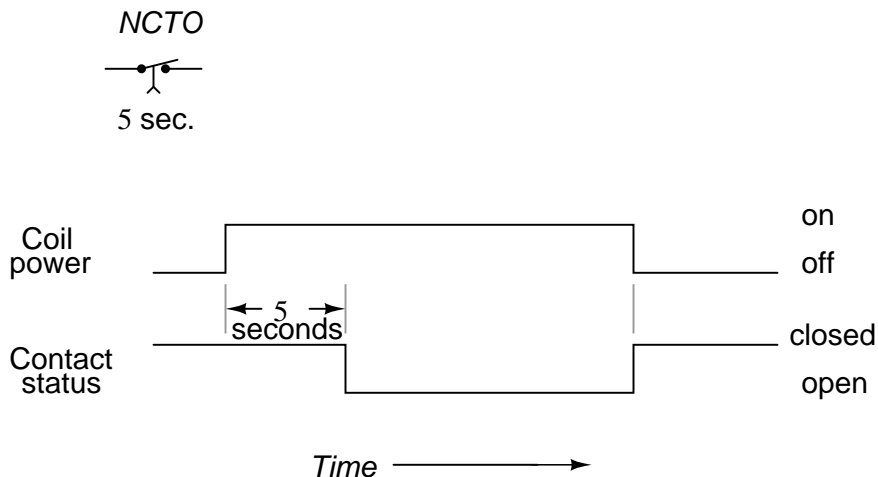 NCTO
5 sec.
Coil
power
on
off
5
seconds
Contact
status
closed
open
Time